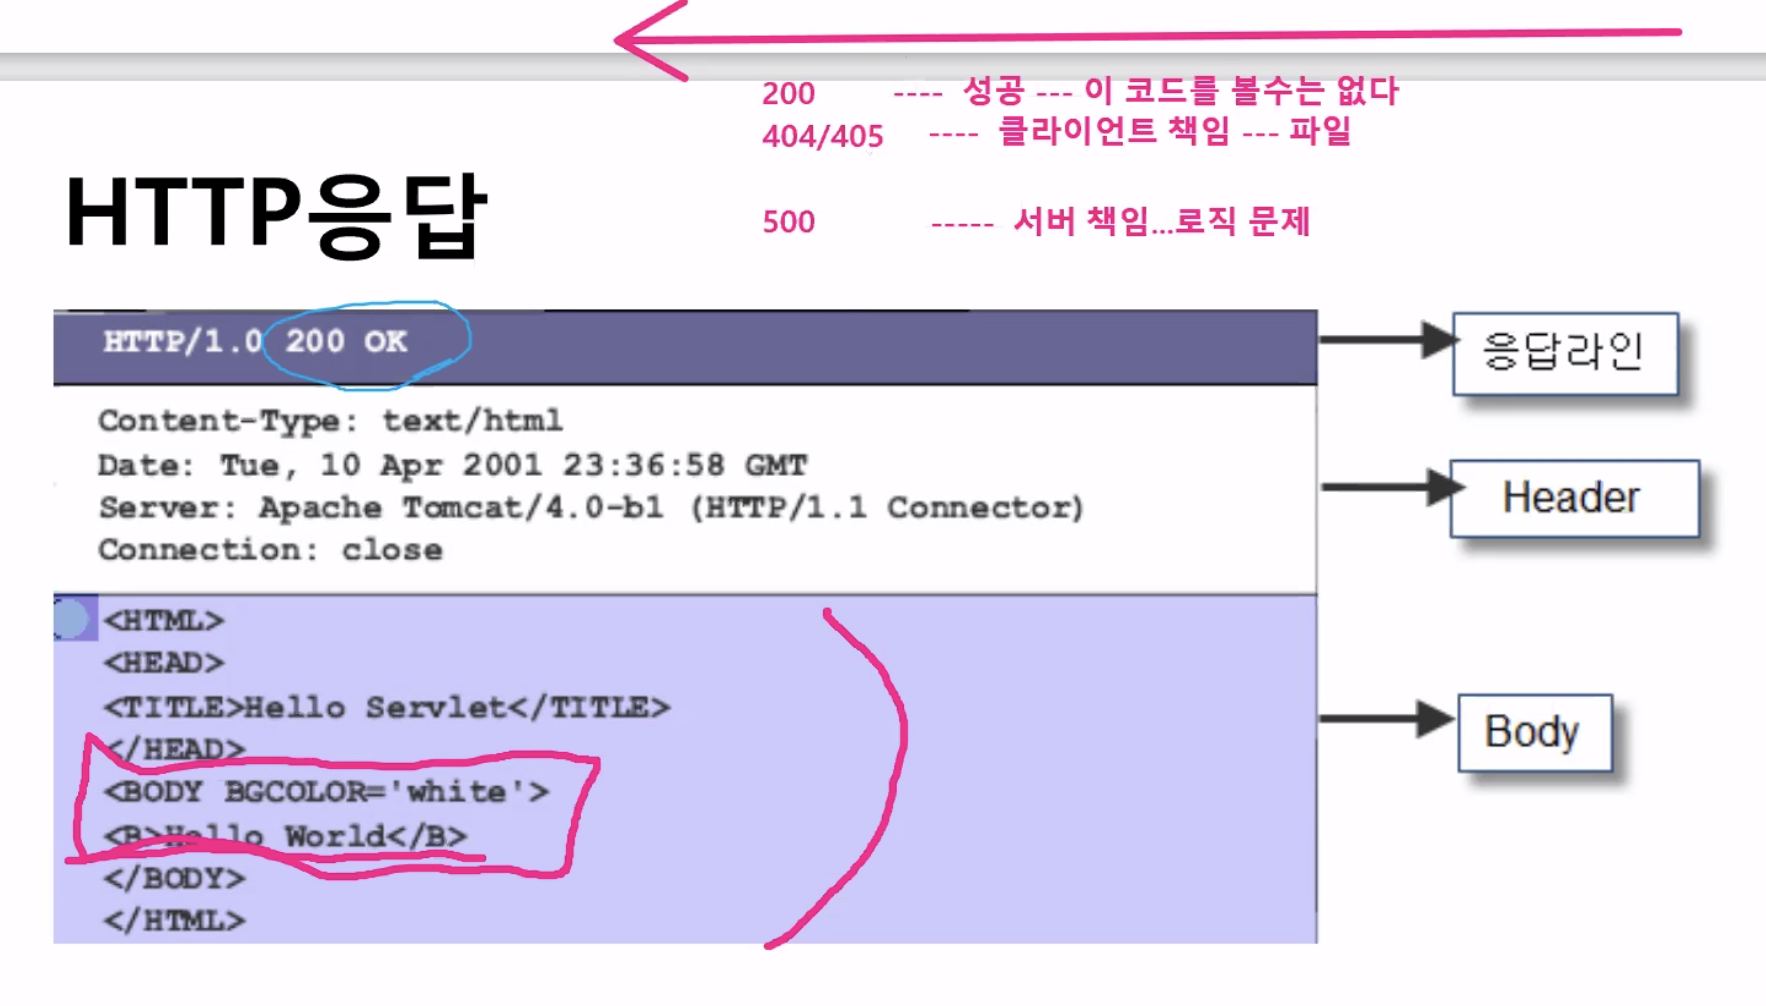 200 ---- 성공 --- 이 코드를 볼수는 없다
404/405 ---- 클라이언트 책임 --- 파일
500 ----- 서버 책임...로직 문제
HTTP응답
HTTP/1.0 200 OK
응답라인
Content-Type: text/html
Date: Tue, 10 Apr 2001 23:36:58 GMT
Server: Apache Tomcat/4.0-b1 (HTTP/1.1 Connector)
Connection: close
Header
<HTML>
<HEAD>
<TITLE>Hello Servlet</TITLE>
</HEAD>
<BODY BGCOLOR='white'>
<B>Hello World</B>
</BODY>
</HTML>
Body